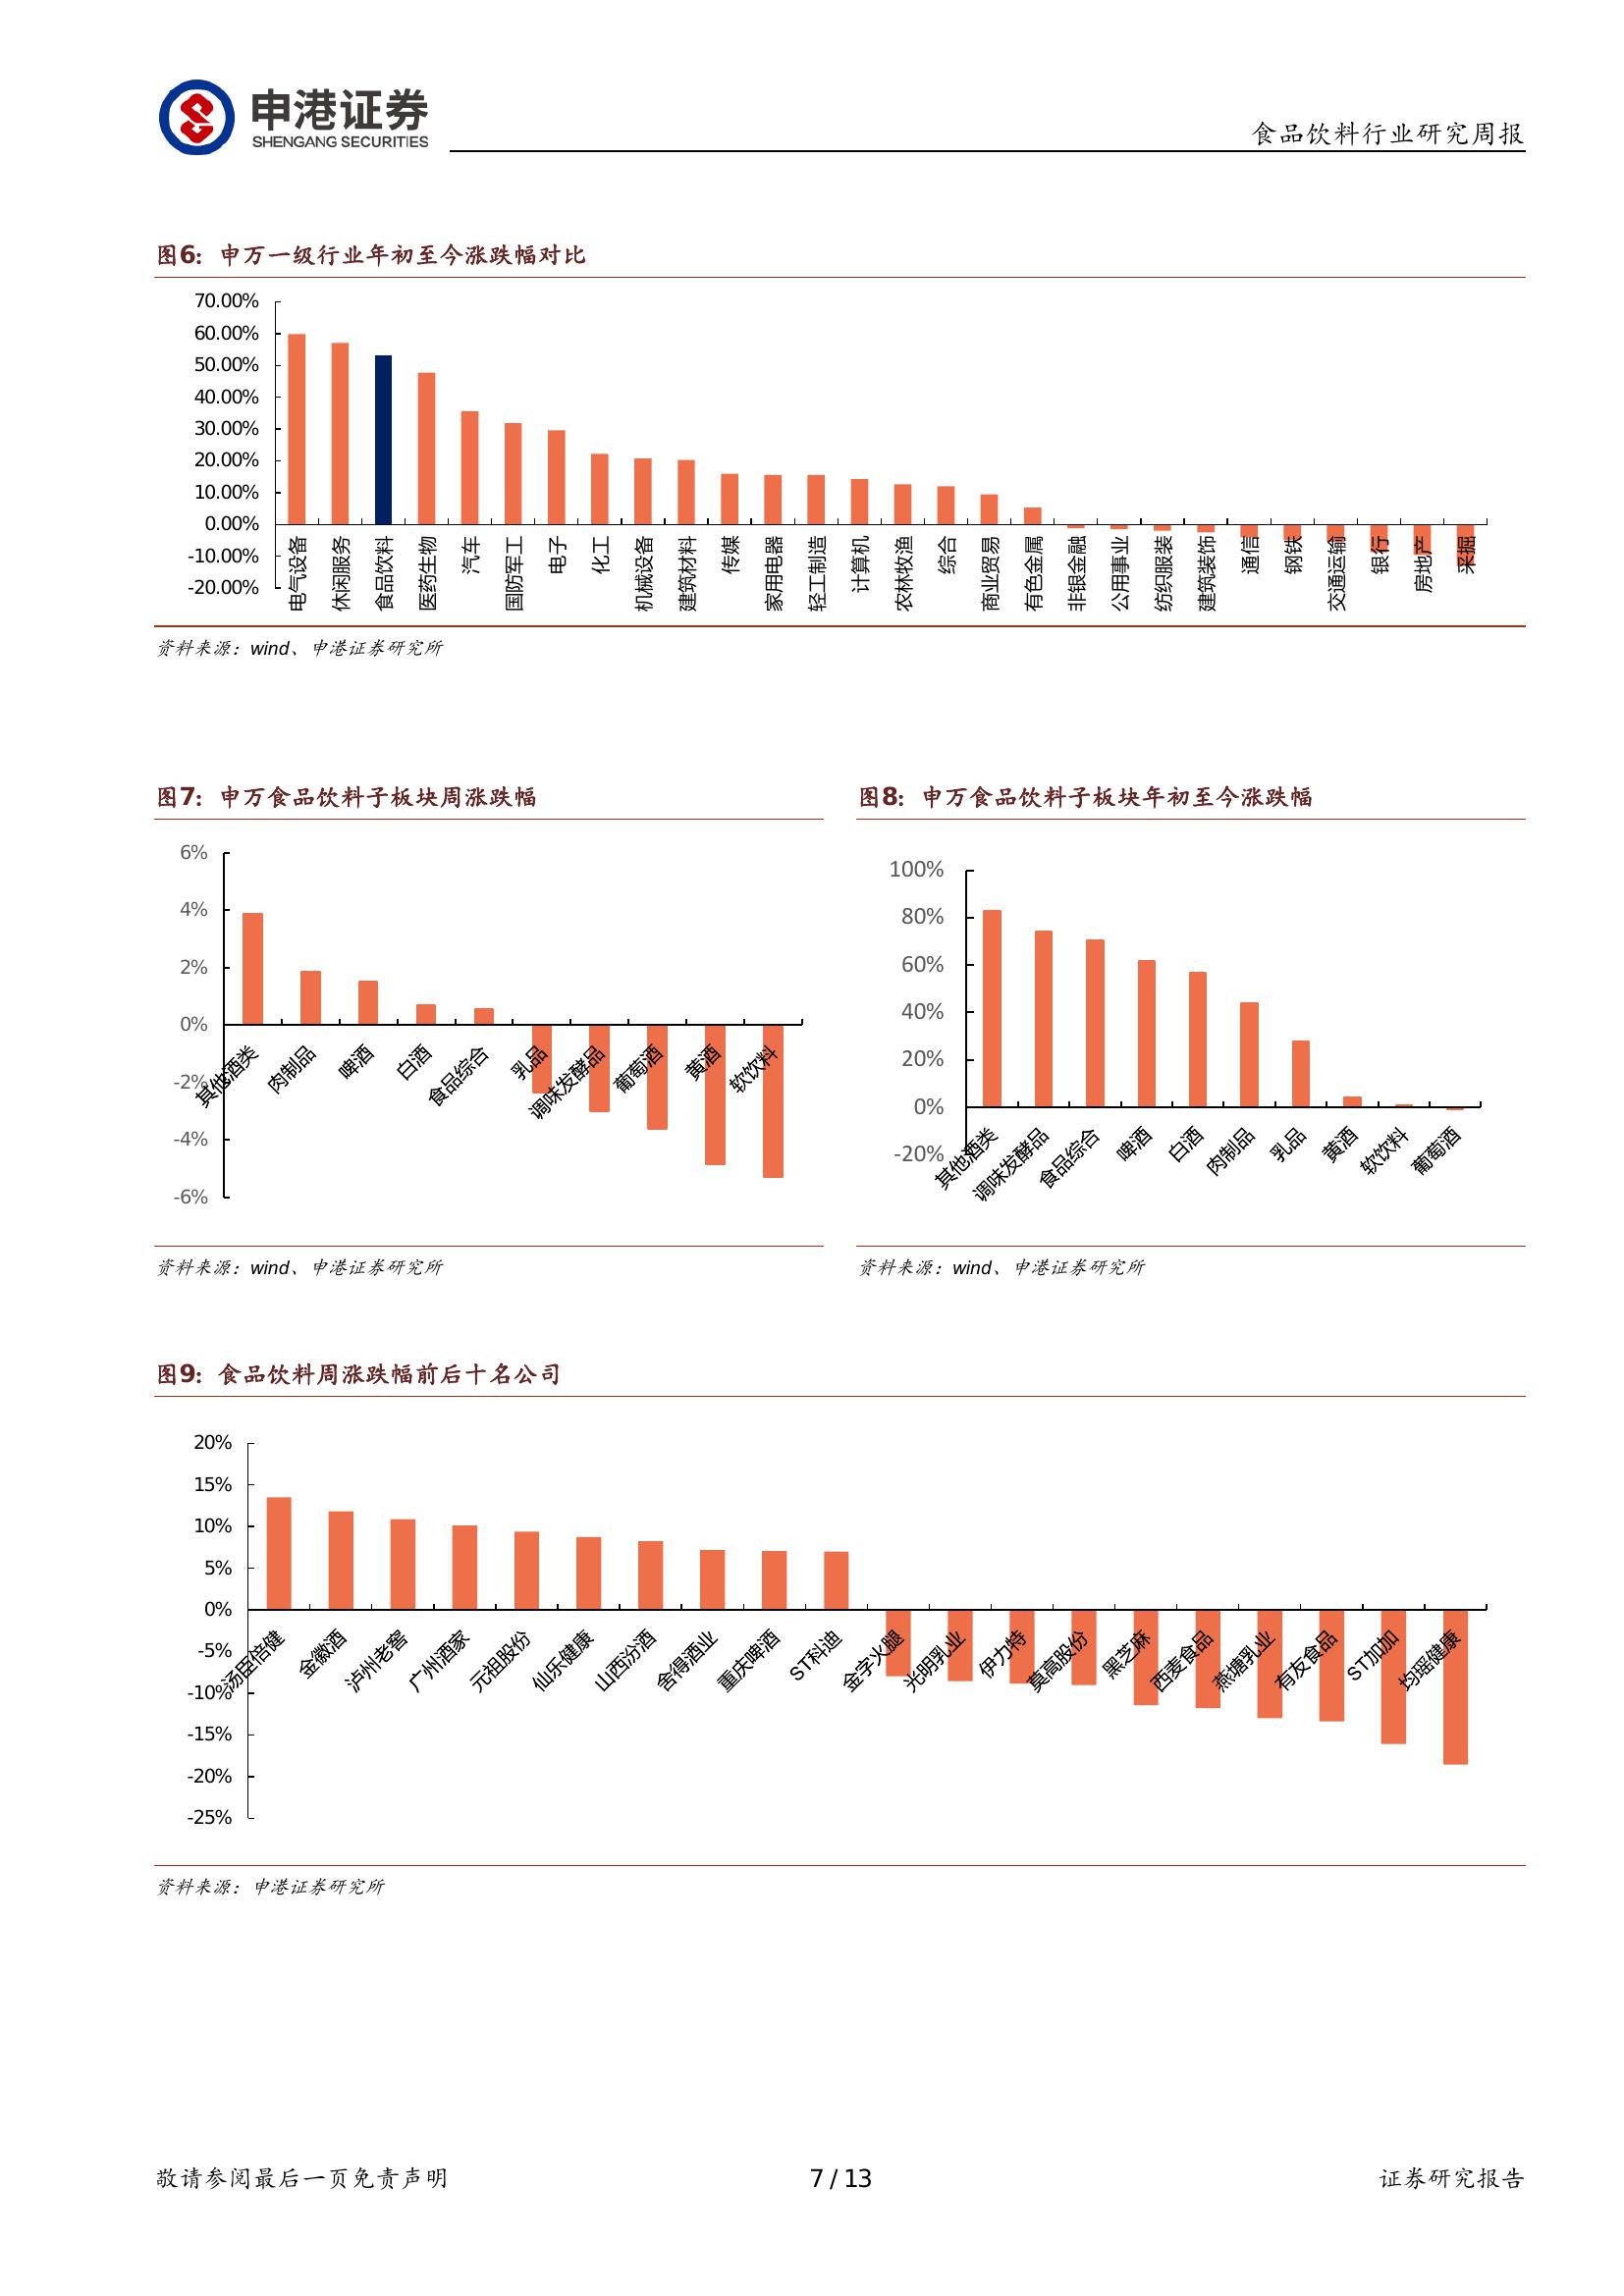 申港证券
SHENGANG SECURITIES
食品饮料行业研究周报
图6：申万一级行业年初至今涨跌幅对比
70.00%
60.00%
50.00%
40.00%
30.00%
20.00%
10.00%
0.00%
-10.00%
-20.00%
电气设备
休闲服务
食品饮料
医药生物
汽车
国防军工
电子
化工
机械设备
建筑材料
传媒
家用电器
轻工制造
计算机
农林牧渔
综合
商业贸易
有色金属
非银金融
公用事业
纺织服装
建筑装饰
通信
钢铁
交通运输
银行
房地产
采掘
资料来源：wind、申港证券研究所
图7：申万食品饮料子板块周涨跌幅
6%
4%
2%
0%
-2%
-4%
-6%
其他酒类
肉制品
啤酒
白酒
食品综合
乳品
调味发酵品
葡萄酒
黄酒
软饮料
资料来源：wind、申港证券研究所
图8：申万食品饮料子板块年初至今涨跌幅
100%
80%
60%
40%
20%
0%
-20%
其他酒类
调味发酵品
食品综合
啤酒
白酒
肉制品
乳品
黄酒
软饮料
葡萄酒
资料来源：wind、申港证券研究所
图9：食品饮料周涨跌幅前后十名公司
20%
15%
10%
5%
0%
-5%
-10%
-15%
-20%
-25%
汤臣倍健
金徽酒
泸州老窖
广州酒家
元祖股份
仙乐健康
山西汾酒
舍得酒业
重庆啤酒
ST科迪
金字火腿
光明乳业
伊力特
莫高股份
黑芝麻
西麦食品
燕塘乳业
有友食品
ST加加
均瑶健康
资料来源：申港证券研究所
敬请参阅最后一页免责声明
7 / 13
证券研究报告